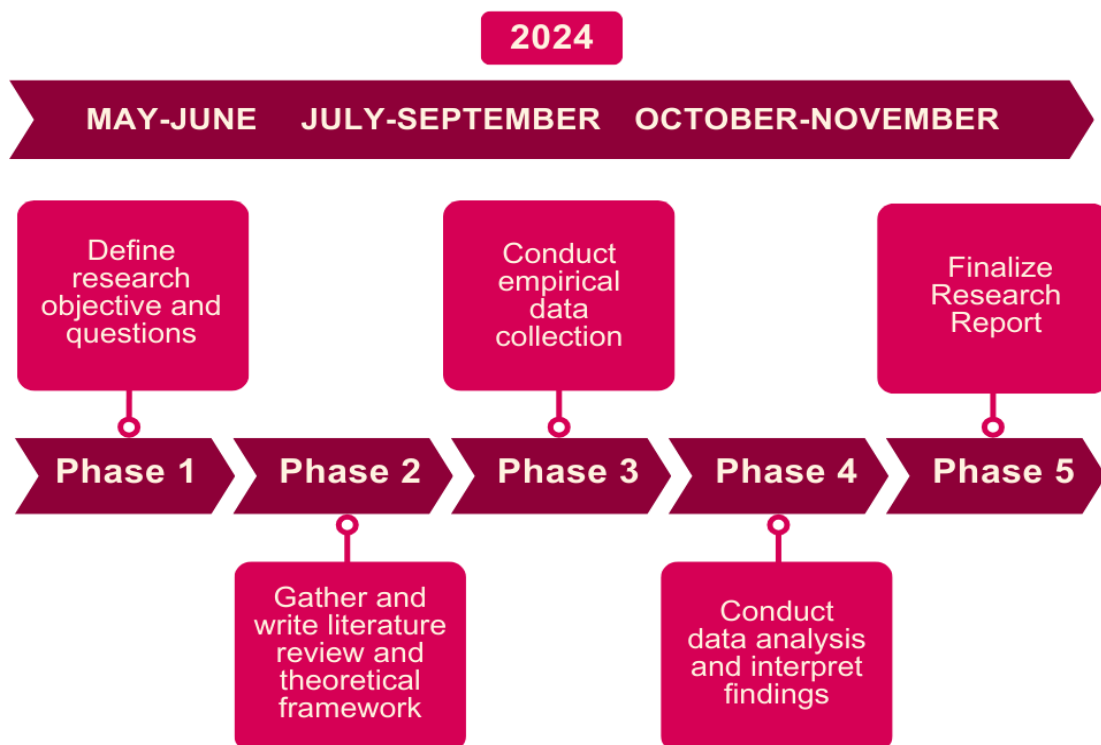 2024
MAY-JUNE JULY-SEPTEMBER OCTOBER-NOVEMBER
Define
research
objective and
questions
Conduct
empirical
data
collection
Finalize
Research
Report
Phase 1 Phase 2 Phase 3 Phase 4 Phase 5
Gather and
write literature
review and
theoretical
framework
Conduct
data analysis
and interpret
findings